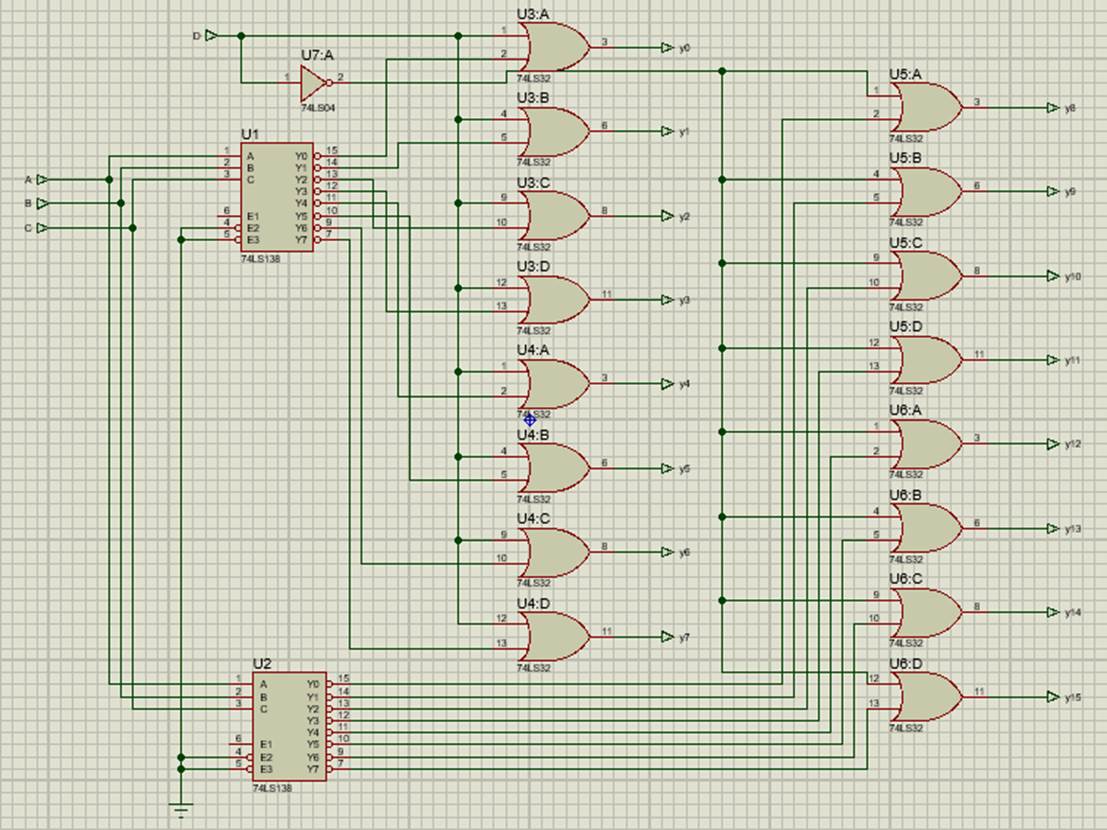 D
U7:A
1 2
74LS04
A
B
C
U1
1 A Y0 15
2 B Y1 14
3 C Y2 13
Y3 12
Y4 11
6 E1 Y5 10
4 E2 Y6 9
5 E3 Y7 7
74LS138
U3:A
1
2
3
y0
74LS32
U3:B
4
5
6
y1
74LS32
U3:C
9
10
8
y2
74LS32
U3:D
12
13
11
y3
74LS32
U4:A
1
2
3
y4
74LS32
U4:B
4
5
6
y5
74LS32
U4:C
9
10
8
y6
74LS32
U4:D
12
13
11
y7
74LS32
U5:A
1
2
3
y8
74LS32
U5:B
4
5
6
y9
74LS32
U5:C
9
10
8
y10
74LS32
U5:D
12
13
11
y11
74LS32
U6:A
1
2
3
y12
74LS32
U6:B
4
5
6
y13
74LS32
U6:C
9
10
8
y14
74LS32
U6:D
12
13
11
y15
74LS32
U2
1 A Y0 15
2 B Y1 14
3 C Y2 13
Y3 12
Y4 11
6 E1 Y5 10
4 E2 Y6 9
5 E3 Y7 7
74LS138